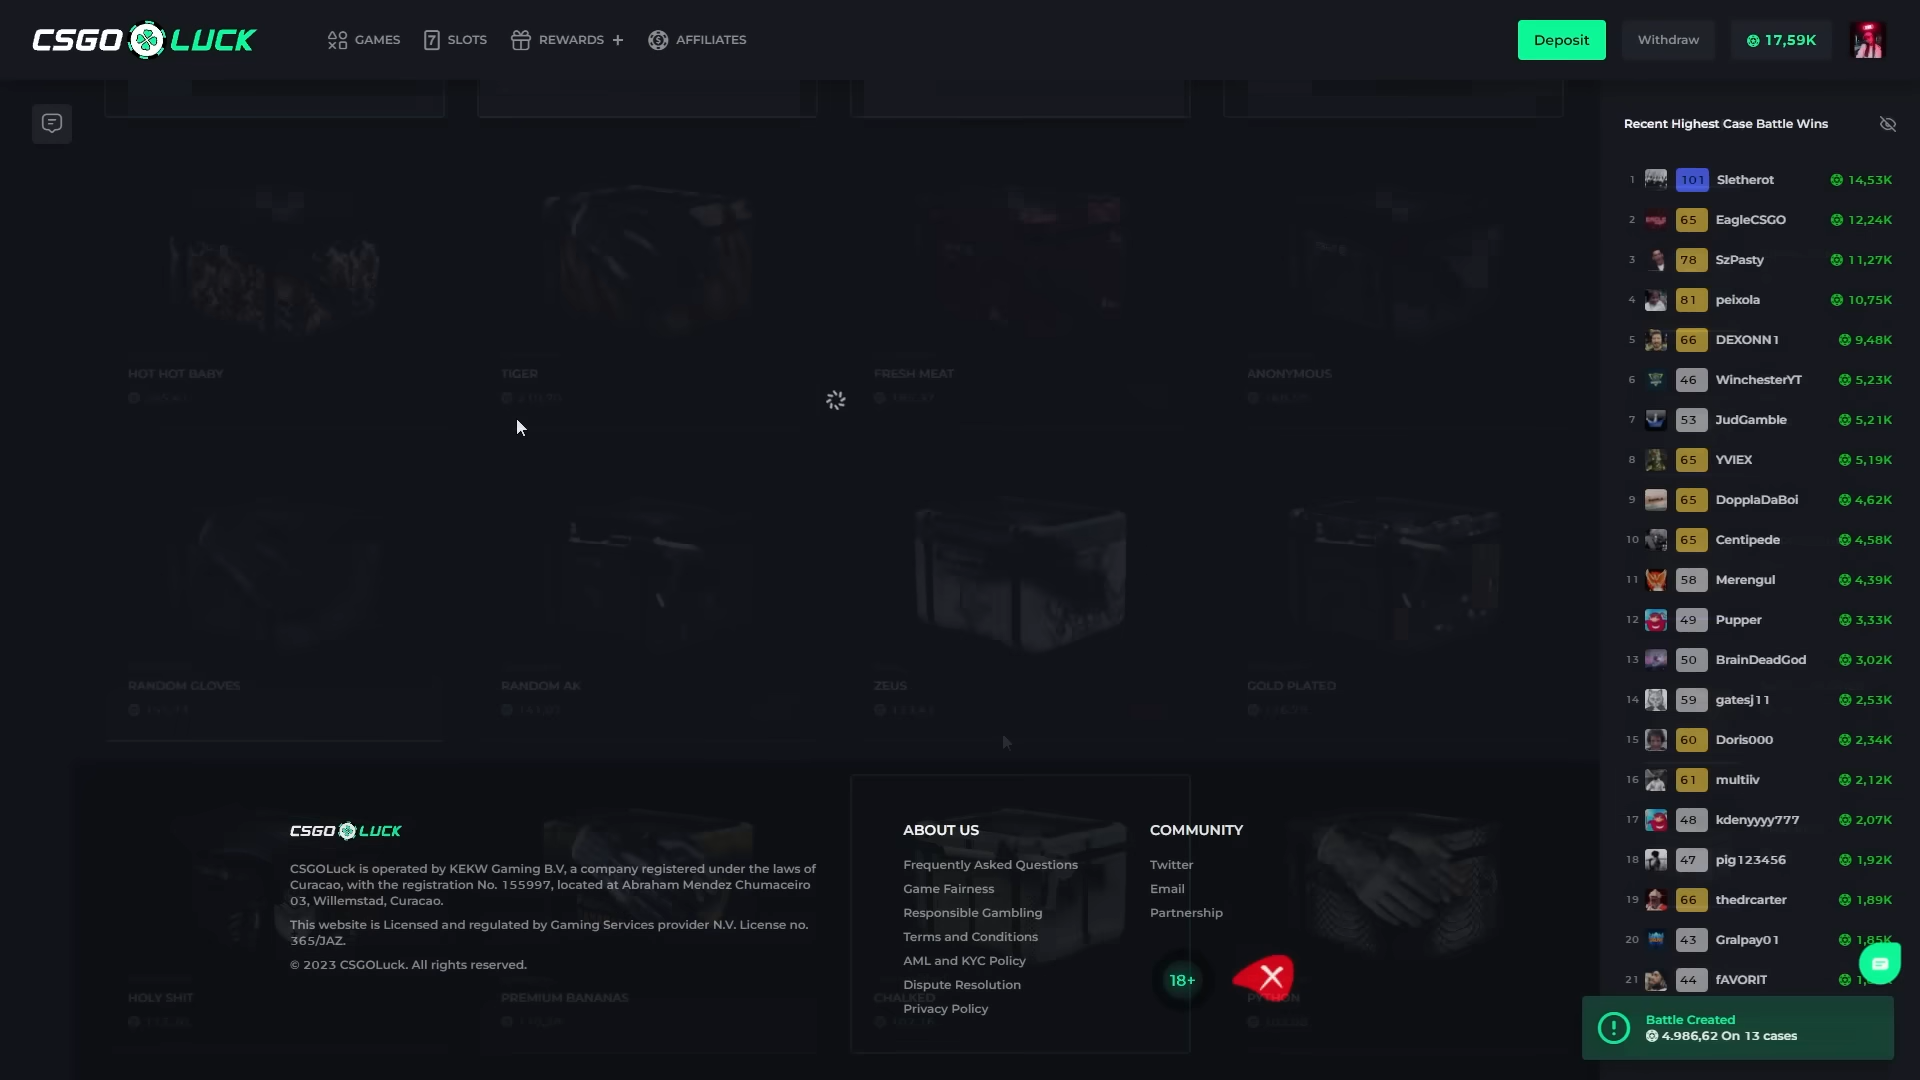 CSGO LUCK
GAMES
SLOTS
REWARDS +
AFFILIATES
Deposit
Withdraw
17,59K
Recent Highest Case Battle Wins
1 101 Sletherot 14,53K
2 65 EagleCSGO 12,24K
3 78 SzPasty 11,27K
4 81 peixola 10,75K
5 66 DEXONN1 9,48K
6 46 WinchesterYT 5,23K
7 53 JudGamble 5,21K
8 65 YVIEX 5,19K
9 65 DopplaDaBoi 4,62K
10 65 Centipede 4,58K
11 58 Merengul 4,39K
12 49 Pupper 3,33K
13 50 BrainDeadGod 3,02K
14 59 gatesj11 2,53K
15 60 Doris000 2,34K
16 61 multiiv 2,12K
17 48 kdenyyyy777 2,07K
18 47 pig123456 1,92K
19 66 thedrcarter 1,89K
20 43 Gralpay01 1,85K
21 44 fAVORIT
HOT HOT BABY
TIGER
FRESH MEAT
ANONYMOUS
RANDOM GLOVES
RANDOM AK
ZEUS
GOLD PLATED
HOLY SHIT
PREMIUM BANANAS
CHALKED
PYTHON
CSGO LUCK
CSGOLuck is operated by KEKW Gaming B.V, a company registered under the laws of
Curacao, with the registration No. 155997, located at Abraham Mendez Chumaceiro
03, Willemstad, Curacao.
This website is Licensed and regulated by Gaming Services provider N.V. License no.
365/JAZ.
© 2023 CSGOLuck. All rights reserved.
ABOUT US
Frequently Asked Questions
Game Fairness
Responsible Gambling
Terms and Conditions
AML and KYC Policy
Dispute Resolution
Privacy Policy
COMMUNITY
Twitter
Email
Partnership
18+
Battle Created
4.986,62 On 13 cases